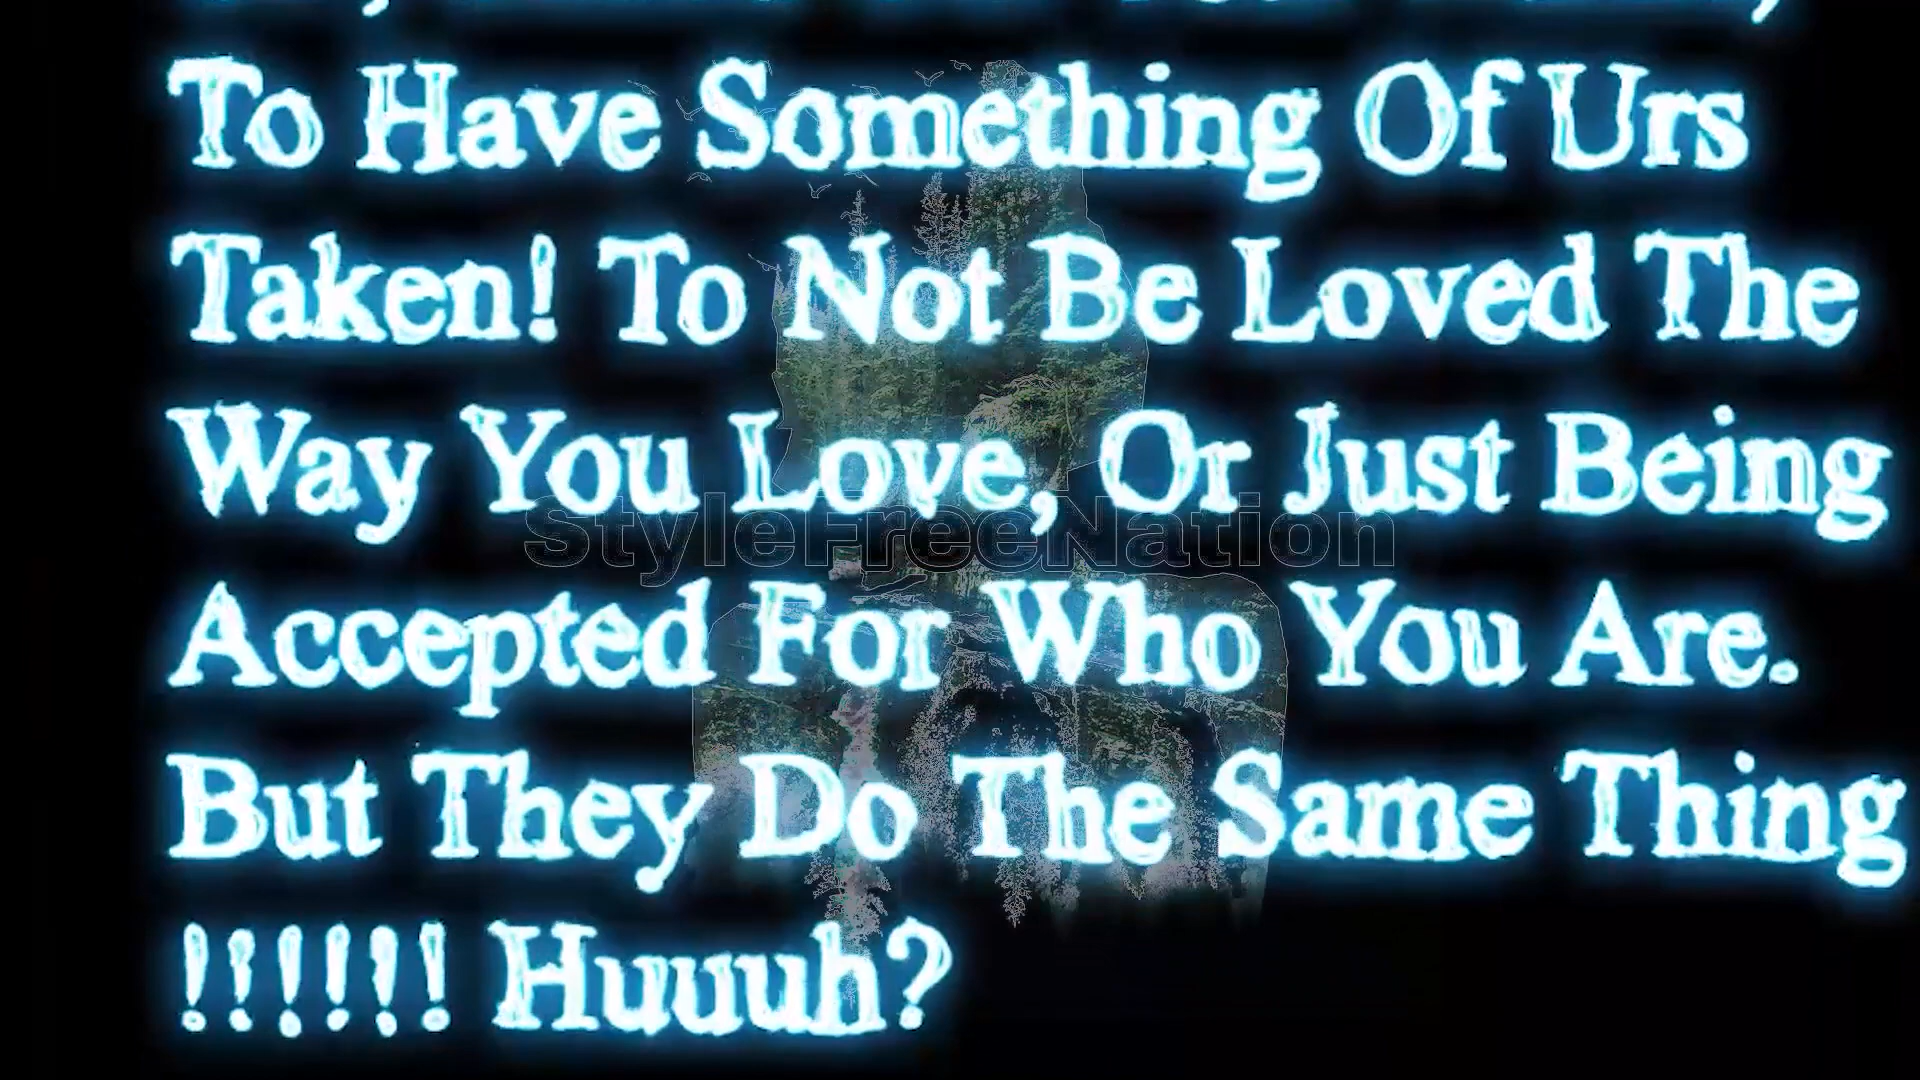 To Have Something Of Urs
Taken! To Not Be Loved The
Way You Love, Or Just Being
StyleFreeNation
Accepted For Who You Are.
But They Do The Same Thing
!!!!!! Huuuh?